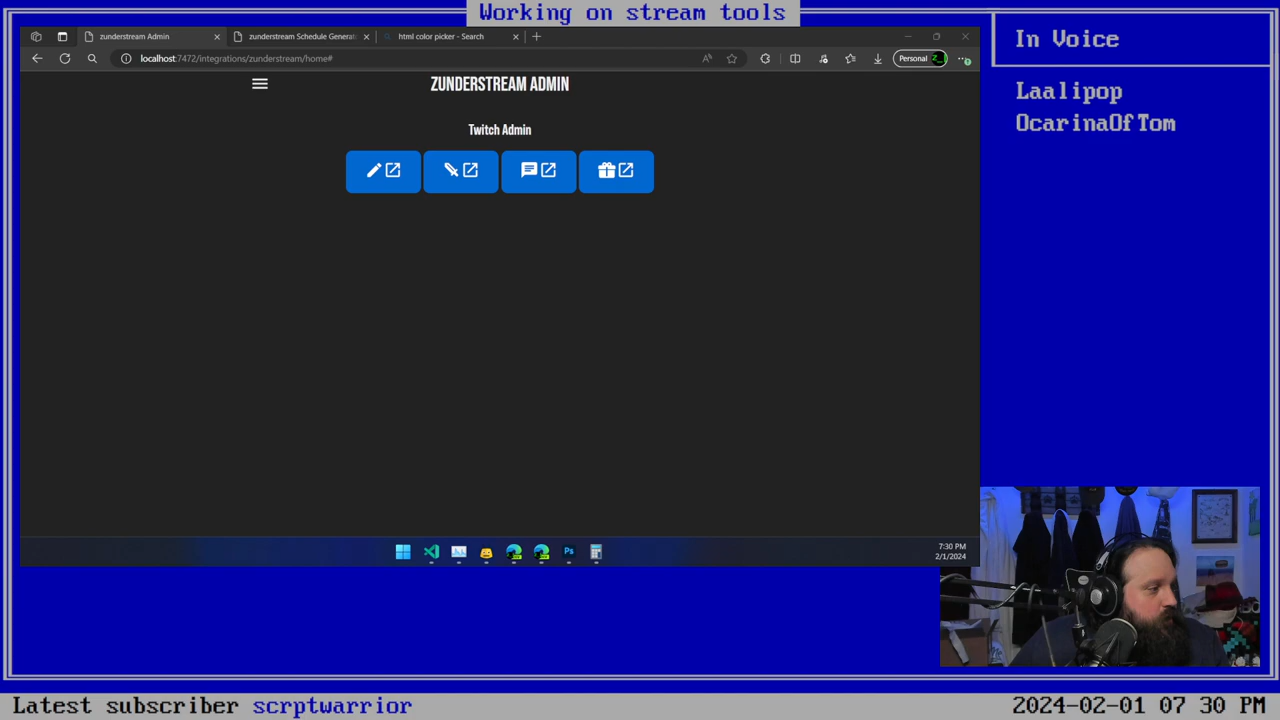 Working on stream tools
zunderstream Admin
zunderstream Schedule Generat
html color picker - Search
localhost:7472/integrations/zunderstream/home#
Personal
ZUNDERSTREAM ADMIN
Twitch Admin
7:30 PM
2/1/2024
In Voice
Laalipop
OcarinaOfTom
Latest subscriber scrptwarrior
2024-02-01 07 30 PM